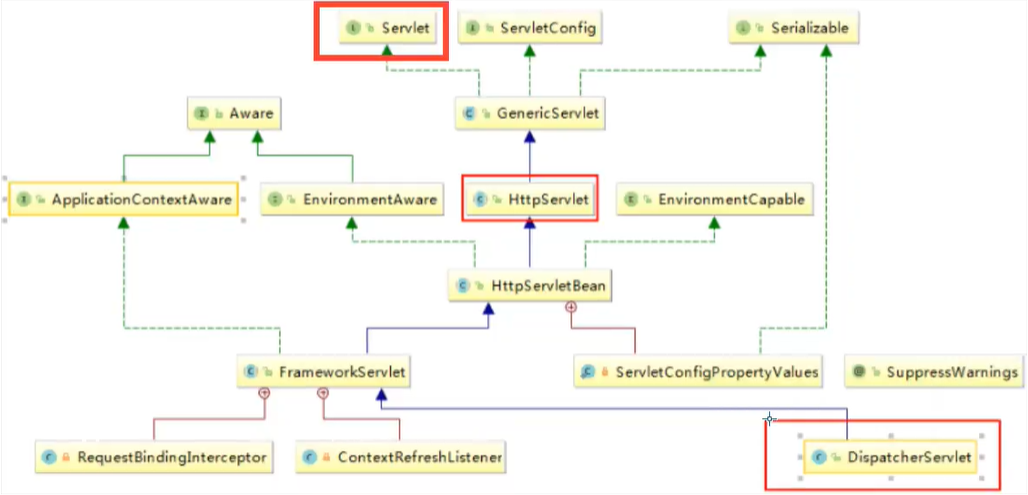 Servlet
ServletConfig
Serializable
Aware
GenericServlet
ApplicationContextAware
EnvironmentAware
HttpServlet
EnvironmentCapable
HttpServletBean
FrameworkServlet
ServletConfigPropertyValues
SuppressWarnings
RequestBindingInterceptor
ContextRefreshListener
DispatcherServlet